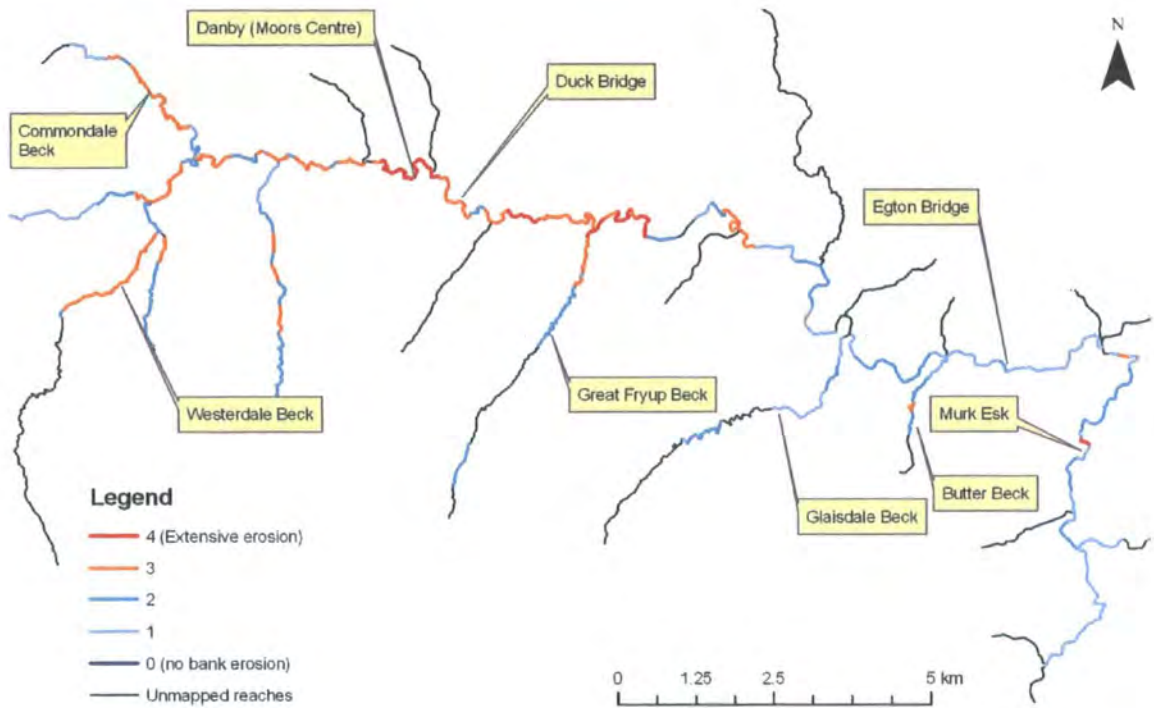 Danby (Moors Centre)
N
Duck Bridge
Commondale
Beck
Egton Bridge
Westerdale Beck
Great Fryup Beck
Murk Esk
Butter Beck
Glaisdale Beck
Legend
4 (Extensive erosion)
3
2
1
0 (no bank erosion)
Unmapped reaches
0 1.25 2.5 5 km